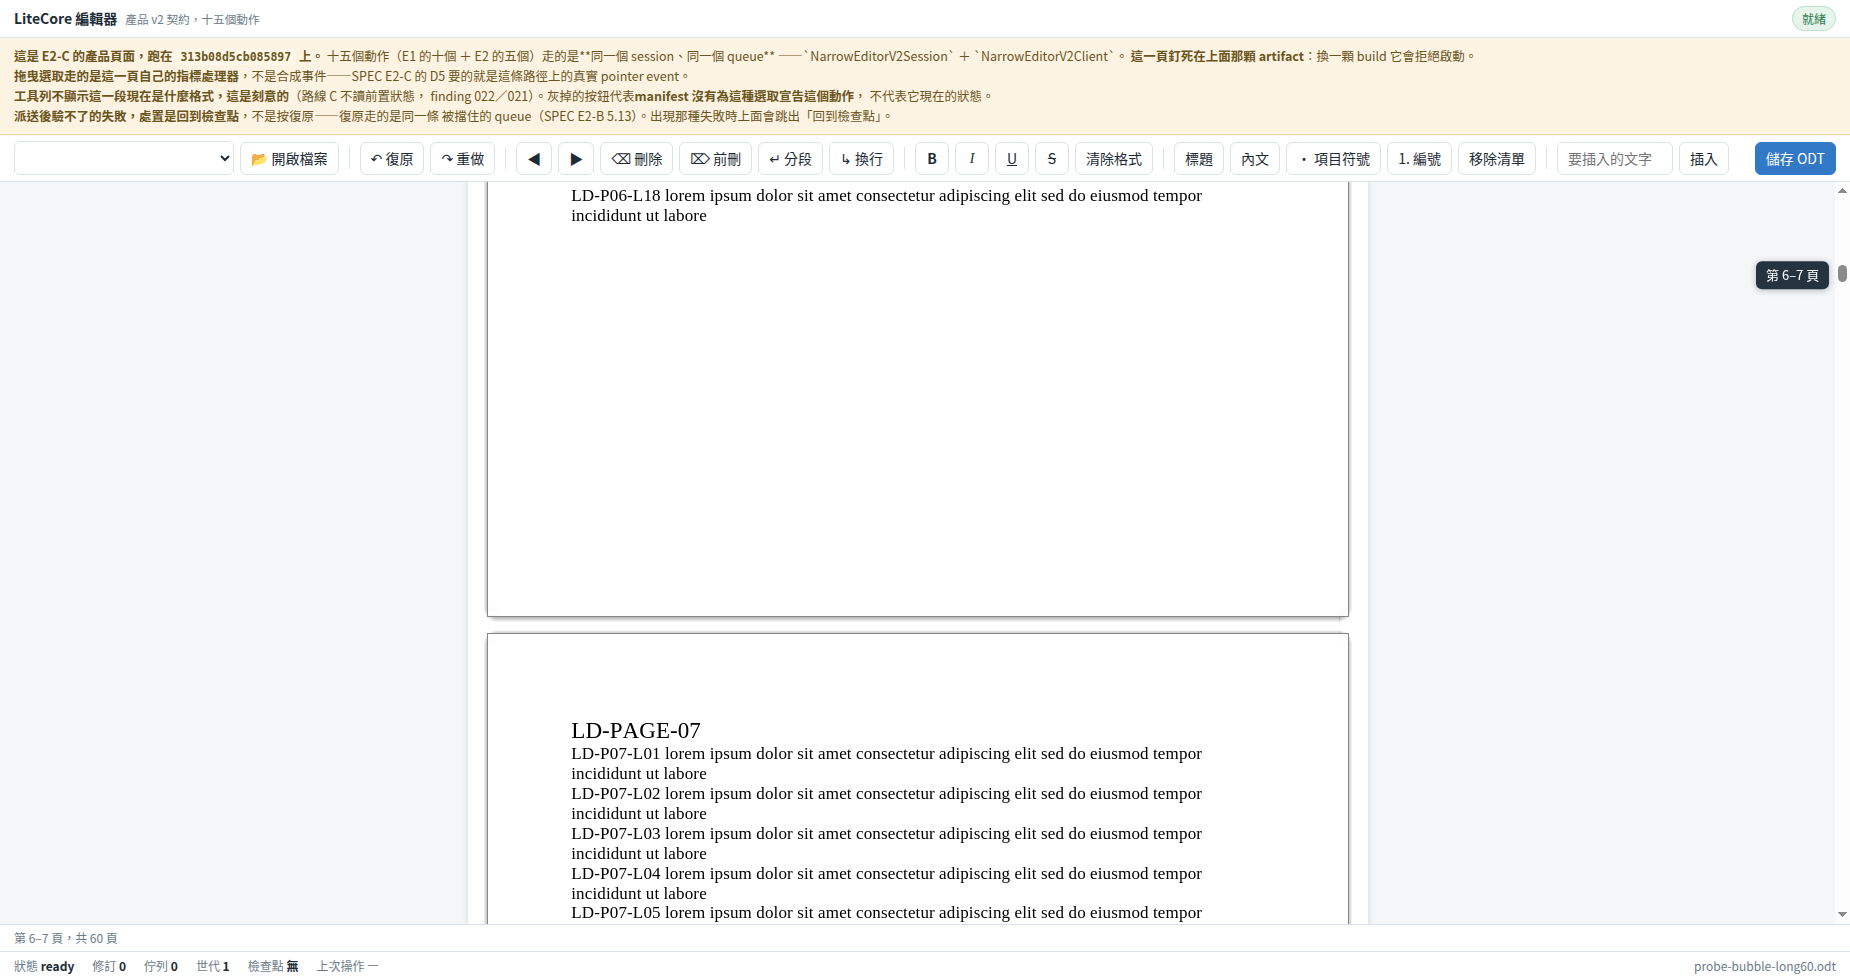 LiteCore 編輯器 產品 v2 契約，十五個動作 就緒
這是 E2-C 的產品頁面，跑在 313b08d5cb085897 上。 十五個動作（E1 的十個 ＋ E2 的五個）走的是**同一個 session、同一個 queue** ——`NarrowEditorV2Session` ＋ `NarrowEditorV2Client`。 這一頁釘死在上面那顆 artifact：換一顆 build 它會拒絕啟動。
拖曳選取走的是這一頁自己的指標處理器，不是合成事件——SPEC E2-C 的 D5 要的就是這條路徑上的真實 pointer event。
工具列不顯示這一段現在是什麼格式，這是刻意的（路線 C 不讀前置狀態， finding 022／021）。灰掉的按鈕代表manifest 沒有為這種選取宣告這個動作， 不代表它現在的狀態。
派送後驗不了的失敗，處置是回到檢查點，不是按復原——復原走的是同一條 被擋住的 queue（SPEC E2-B 5.13）。出現那種失敗時上面會跳出「回到檢查點」。
📂 開啟檔案 ↶ 復原 ↷ 重做 ◀ ▶ ⌫ 刪除 ⌦ 前刪 ↵ 分段 ↳ 換行 B I U S 清除格式 標題 內文 ・ 項目符號 1. 編號 移除清單 要插入的文字 插入 儲存 ODT
LD-P06-L18 lorem ipsum dolor sit amet consectetur adipiscing elit sed do eiusmod tempor
incididunt ut labore
第 6–7 頁
LD-PAGE-07
LD-P07-L01 lorem ipsum dolor sit amet consectetur adipiscing elit sed do eiusmod tempor
incididunt ut labore
LD-P07-L02 lorem ipsum dolor sit amet consectetur adipiscing elit sed do eiusmod tempor
incididunt ut labore
LD-P07-L03 lorem ipsum dolor sit amet consectetur adipiscing elit sed do eiusmod tempor
incididunt ut labore
LD-P07-L04 lorem ipsum dolor sit amet consectetur adipiscing elit sed do eiusmod tempor
incididunt ut labore
LD-P07-L05 lorem ipsum dolor sit amet consectetur adipiscing elit sed do eiusmod tempor
第 6–7 頁，共 60 頁
狀態 ready 修訂 0 佇列 0 世代 1 檢查點 無 上次操作 — probe-bubble-long60.odt